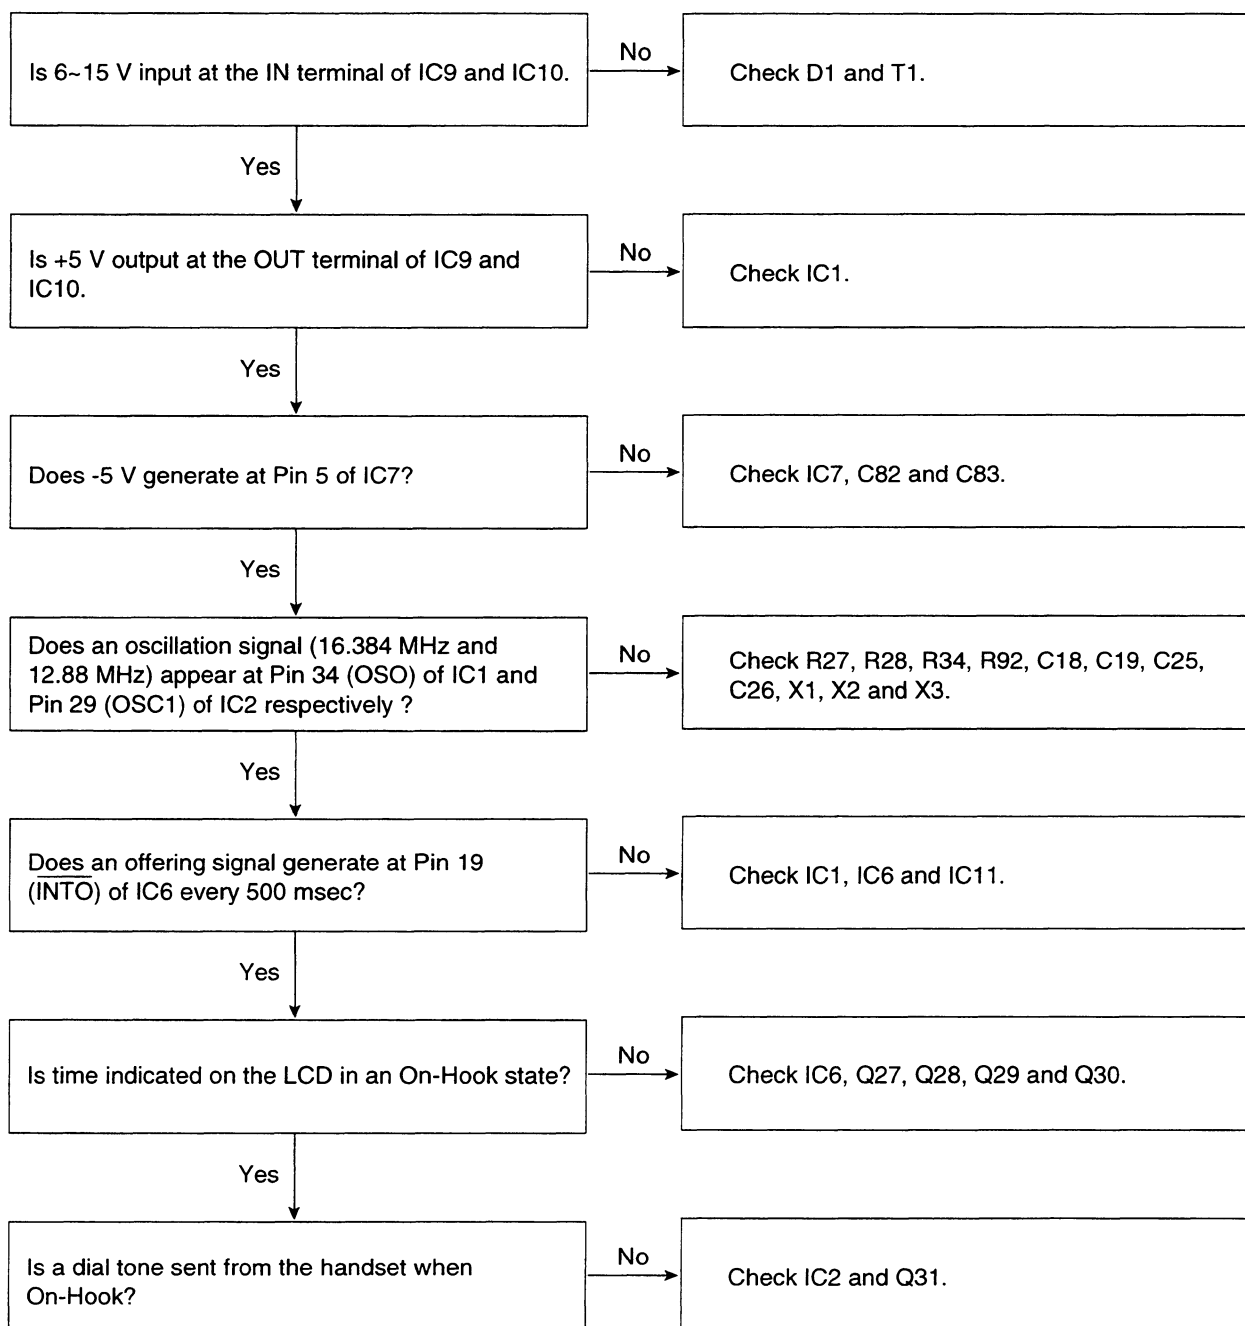 Is 6~15 V input at the IN terminal of IC9 and IC10.
No
Check D1 and T1.
Yes
Is +5 V output at the OUT terminal of IC9 and
IC10.
No
Check IC1.
Yes
Does -5 V generate at Pin 5 of IC7?
No
Check IC7, C82 and C83.
Yes
Does an oscillation signal (16.384 MHz and
12.88 MHz) appear at Pin 34 (OSO) of IC1 and
Pin 29 (OSC1) of IC2 respectively ?
No
Check R27, R28, R34, R92, C18, C19, C25,
C26, X1, X2 and X3.
Yes
Does an offering signal generate at Pin 19
(INTO) of IC6 every 500 msec?
No
Check IC1, IC6 and IC11.
Yes
Is time indicated on the LCD in an On-Hook state?
No
Check IC6, Q27, Q28, Q29 and Q30.
Yes
Is a dial tone sent from the handset when
On-Hook?
No
Check IC2 and Q31.